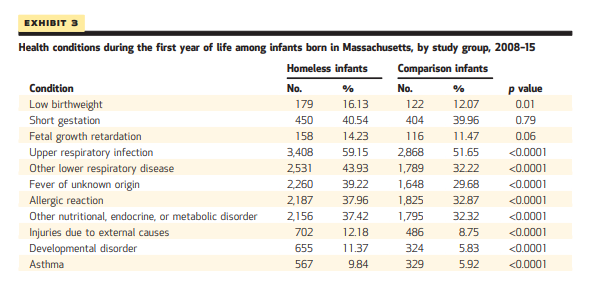 EXHIBIT 3
Health conditions during the first year of life among infants born in Massachusetts, by study group, 2008–15
Homeless infants Comparison infants
Condition No. % No. % p value
Low birthweight 179 16.13 122 12.07 0.01
Short gestation 450 40.54 404 39.96 0.79
Fetal growth retardation 158 14.23 116 11.47 0.06
Upper respiratory infection 3,408 59.15 2,868 51.65 <0.0001
Other lower respiratory disease 2,531 43.93 1,789 32.22 <0.0001
Fever of unknown origin 2,260 39.22 1,648 29.68 <0.0001
Allergic reaction 2,187 37.96 1,825 32.87 <0.0001
Other nutritional, endocrine, or metabolic disorder 2,156 37.42 1,795 32.32 <0.0001
Injuries due to external causes 702 12.18 486 8.75 <0.0001
Developmental disorder 655 11.37 324 5.83 <0.0001
Asthma 567 9.84 329 5.92 <0.0001